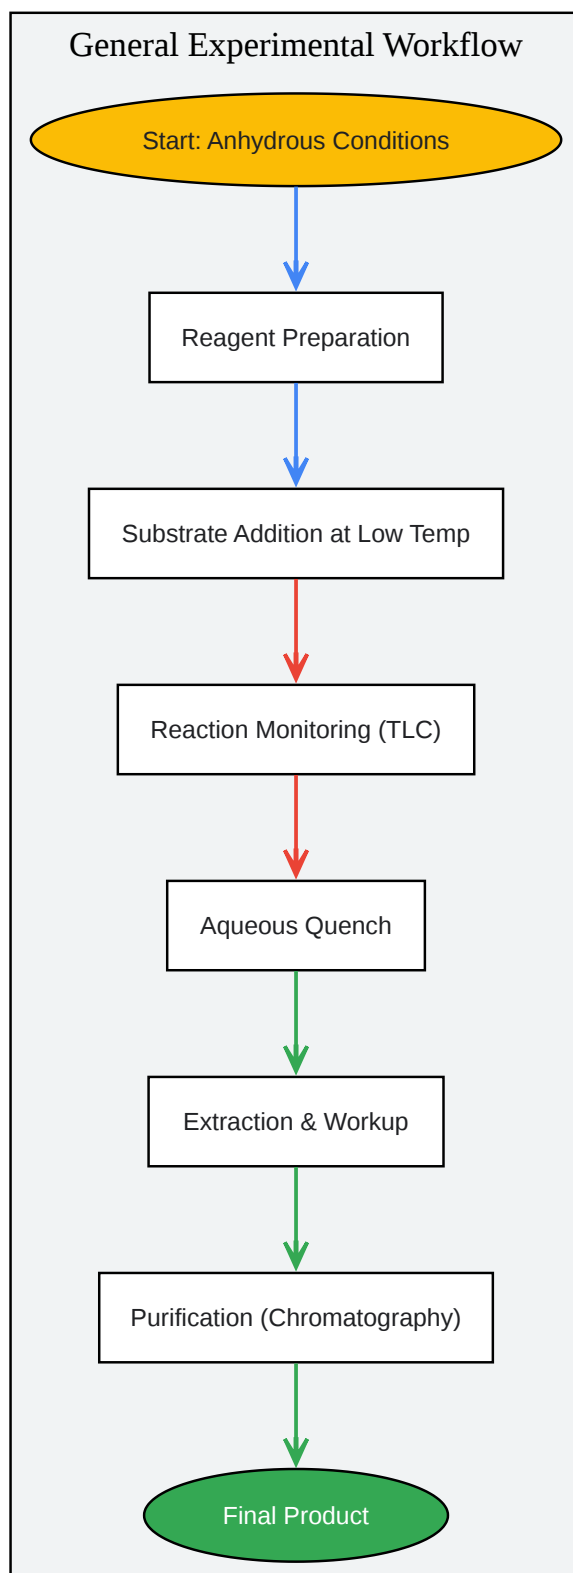 General Experimental Workflow
Start: Anhydrous Conditions
Reagent Preparation
Substrate Addition at Low Temp
Reaction Monitoring (TLC)
Aqueous Quench
Extraction & Workup
Purification (Chromatography)
Final Product